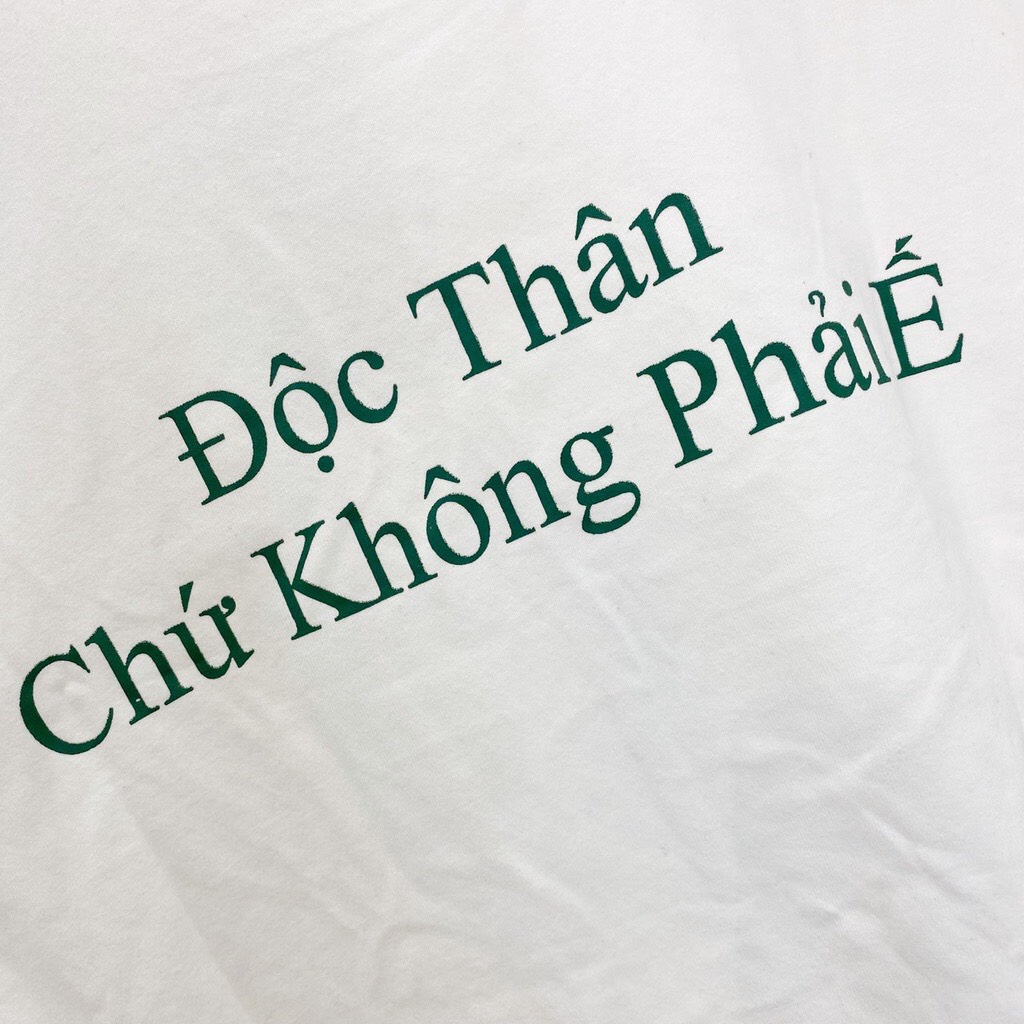 Độc Thân
Chứ Không PhảiẾ